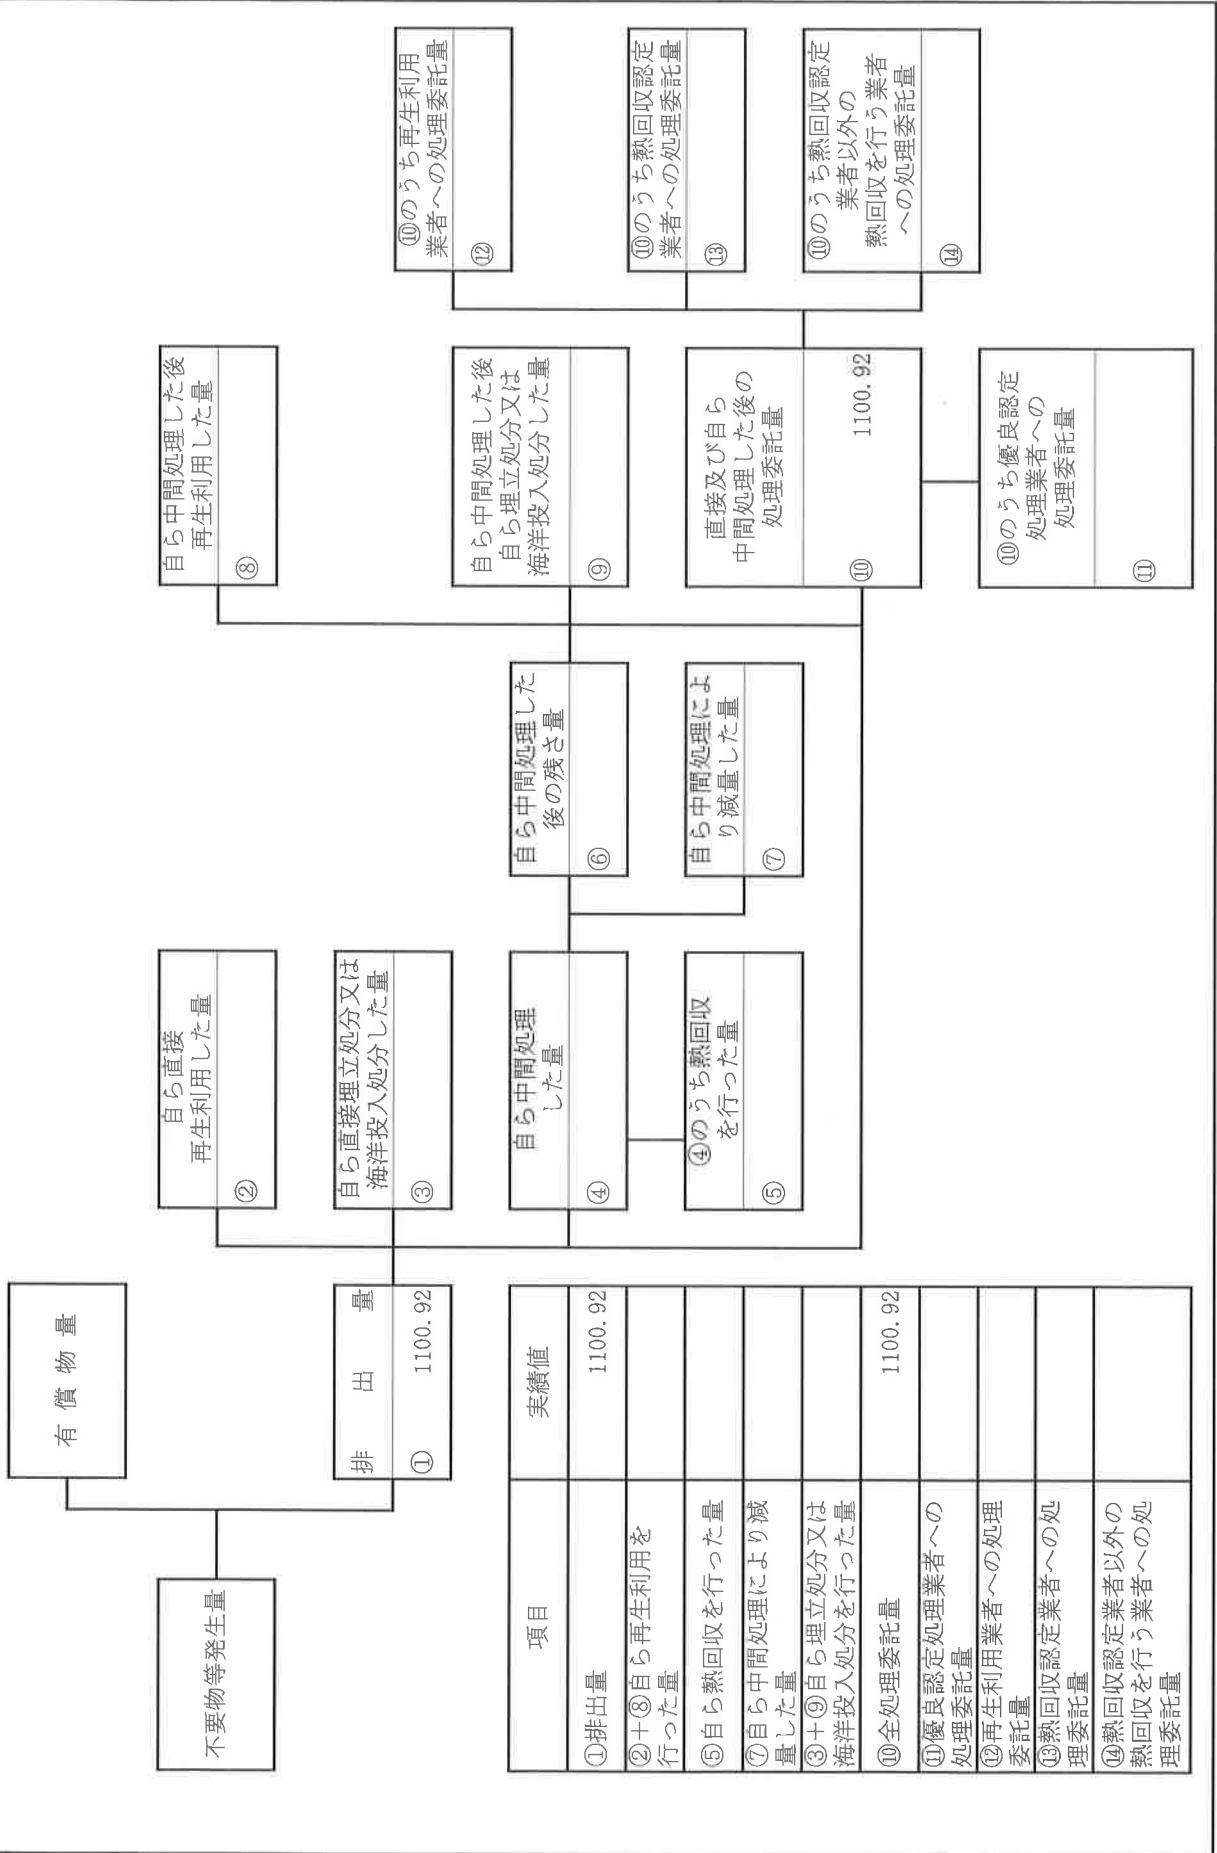 有償物量
不要物等発生量
排出量
① 1100.92
自ら直接
再生利用した量
②
自ら直接埋立処分又は
海洋投入処分した量
③
自ら中間処理
した量
④
④のうち熱回収
を行った量
⑤
自ら中間処理した
後の残さ量
⑥
自ら中間処理によ
り減量した量
⑦
自ら中間処理した後
再生利用した量
⑧
自ら中間処理した後
自ら埋立処分又は
海洋投入処分した量
⑨
直接及び自ら
中間処理した後の
処理委託量
⑩ 1100.92
⑩のうち優良認定
処理業者への
処理委託量
⑪
⑩のうち再生利用
業者への処理委託量
⑫
⑩のうち熱回収認定
業者への処理委託量
⑬
⑩のうち熱回収認定
業者以外の
熱回収を行う業者
への処理委託量
⑭
項目 実績値
①排出量 1100.92
②+⑧自ら再生利用を
行った量
⑤自ら熱回収を行った量
⑦自ら中間処理により減
量した量
③+⑨自ら埋立処分又は
海洋投入処分を行った量
⑩全処理委託量 1100.92
⑪優良認定処理業者への
処理委託量
⑫再生利用業者への処理
委託量
⑬熱回収認定業者への処
理委託量
⑭熱回収認定業者以外の
熱回収を行う業者への処
理委託量